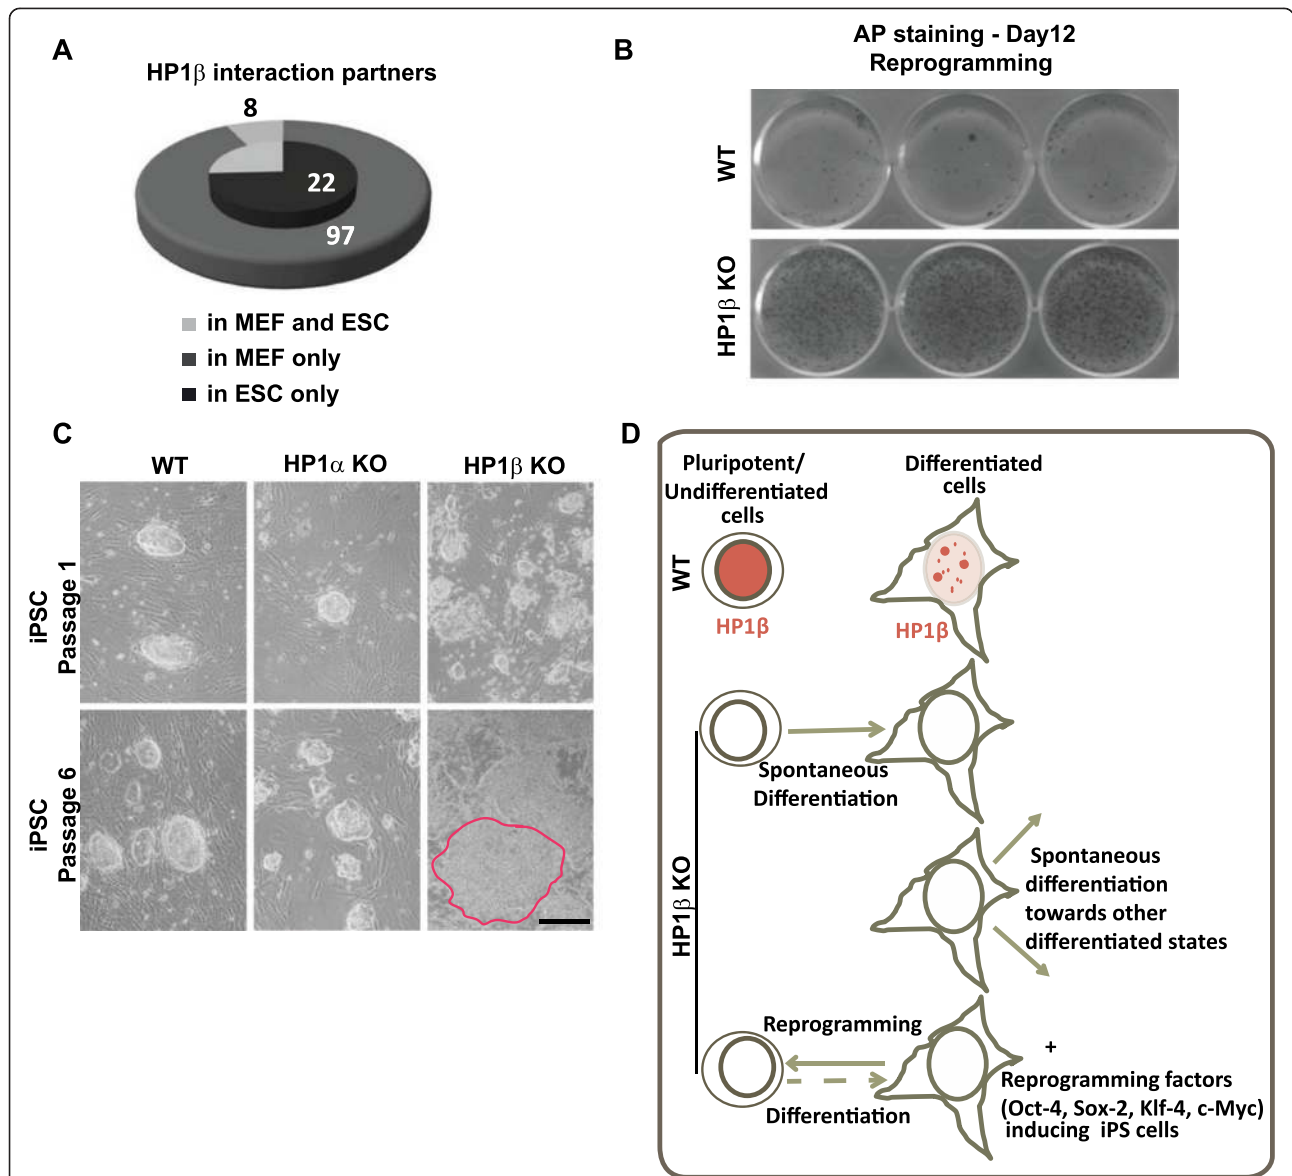 A
HP1β interaction partners
8
22
97
in MEF and ESC
in MEF only
in ESC only
B
AP staining - Day12
Reprogramming
WT
HP1β KO
C
WT
HP1α KO
HP1β KO
iPSC
Passage 1
iPSC
Passage 6
D
Pluripotent/
Undifferentiated
cells
Differentiated
cells
WT
HP1β
HP1β
HP1β KO
Spontaneous
Differentiation
Spontaneous
differentiation
towards other
differentiated states
Reprogramming
Differentiation
+
Reprogramming factors
(Oct-4, Sox-2, Klf-4, c-Myc)
inducing iPS cells